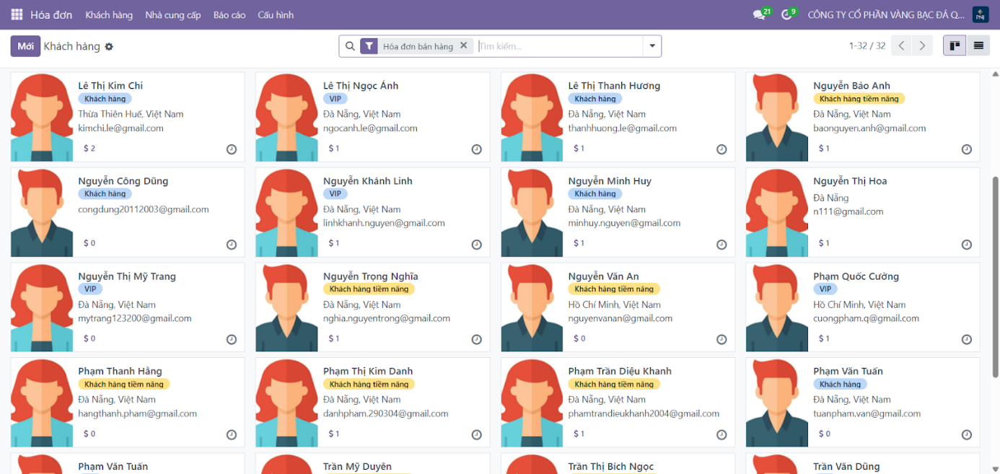 Hóa đơn Khách hàng Nhà cung cấp Báo cáo Cấu hình 21 9 CÔNG TY CỔ PHẦN VÀNG BẠC ĐÁ Q... PNJ
Mới Khách hàng Hóa đơn bán hàng Tìm kiếm... 1-32 / 32
Lê Thị Kim Chi
Khách hàng
Thừa Thiên Huế, Việt Nam
kimchi.le@gmail.com
$ 2
Lê Thị Ngọc Ánh
VIP
Đà Nẵng, Việt Nam
ngocanh.le@gmail.com
$ 1
Lê Thị Thanh Hương
Khách hàng
Đà Nẵng, Việt Nam
thanhhuong.le@gmail.com
$ 1
Nguyễn Bảo Anh
Khách hàng tiềm năng
Đà Nẵng, Việt Nam
baonguyen.anh@gmail.com
$ 1
Nguyễn Công Dũng
Khách hàng
congdung20112003@gmail.com
$ 0
Nguyễn Khánh Linh
VIP
Đà Nẵng, Việt Nam
linhkhanh.nguyen@gmail.com
$ 1
Nguyễn Minh Huy
Khách hàng
Đà Nẵng, Việt Nam
minhuy.nguyen@gmail.com
$ 1
Nguyễn Thị Hoa
Đà Nẵng
n111@gmail.com
$ 1
Nguyễn Thị Mỹ Trang
VIP
Đà Nẵng, Việt Nam
mytrang123200@gmail.com
$ 0
Nguyễn Trọng Nghĩa
Khách hàng tiềm năng
Đà Nẵng, Việt Nam
nghia.nguyentrong@gmail.com
$ 1
Nguyễn Văn An
Khách hàng tiềm năng
Hồ Chí Minh, Việt Nam
nguyenvanan@gmail.com
$ 0
Phạm Quốc Cường
VIP
Hồ Chí Minh, Việt Nam
cuongpham.q@gmail.com
$ 1
Phạm Thanh Hằng
Khách hàng tiềm năng
Đà Nẵng, Việt Nam
hangthanh.pham@gmail.com
$ 0
Phạm Thị Kim Danh
Khách hàng tiềm năng
Đà Nẵng, Việt Nam
danhpham.290304@gmail.com
$ 1
Phạm Trần Diệu Khanh
Khách hàng tiềm năng
Đà Nẵng, Việt Nam
phamtrandieukhanh2004@gmail.com
$ 1
Phạm Văn Tuấn
Khách hàng
Đà Nẵng, Việt Nam
tuanpham.van@gmail.com
$ 0
Phạm Văn Tuấn
Trần Mỹ Duyên
Trần Thị Bích Ngọc
Trần Văn Dũng